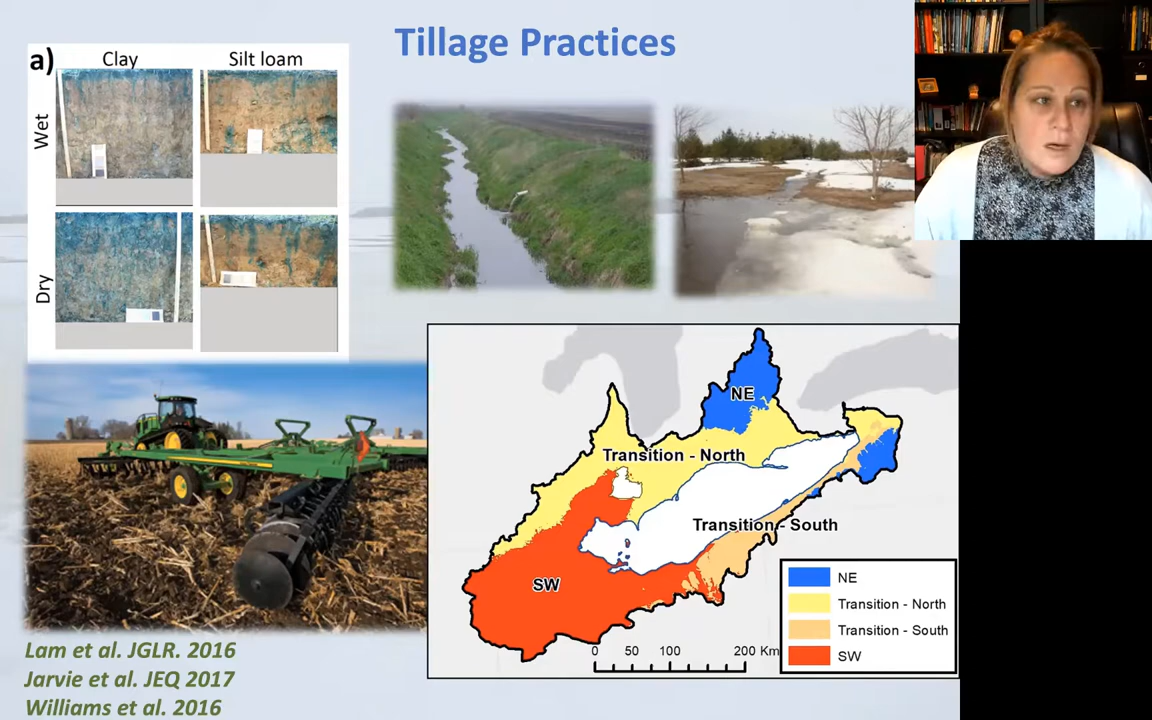 Tillage Practices
a)
Clay
Silt loam
Wet
Dry
NE
Transition - North
Transition - South
SW
NE
Transition - North
Transition - South
SW
0 50 100 200 Km
Lam et al. JGLR. 2016
Jarvie et al. JEQ 2017
Williams et al. 2016